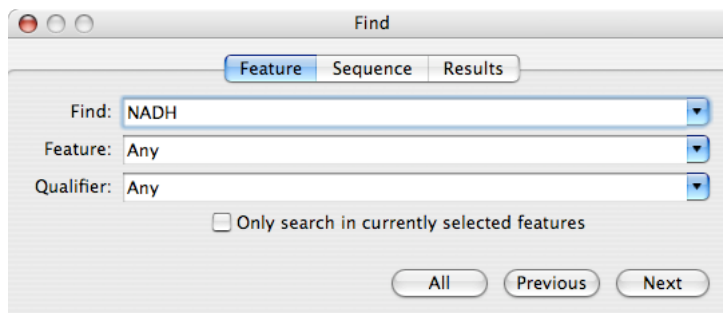 Find
Feature Sequence Results
Find: NADH
Feature: Any
Qualifier: Any
Only search in currently selected features
All Previous Next